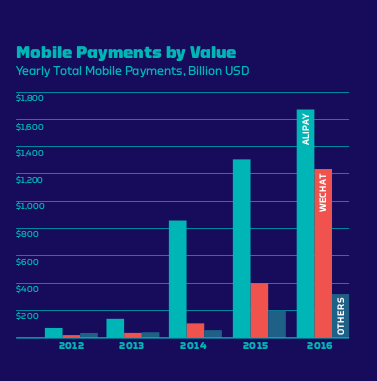 Mobile Payments by Value
Yearly Total Mobile Payments, Billion USD
$1,800
$1,600
$1,400
$1,200
$1,000
$800
$600
$400
$200
ALIPAY
WECHAT
OTHERS
2012 2013 2014 2015 2016